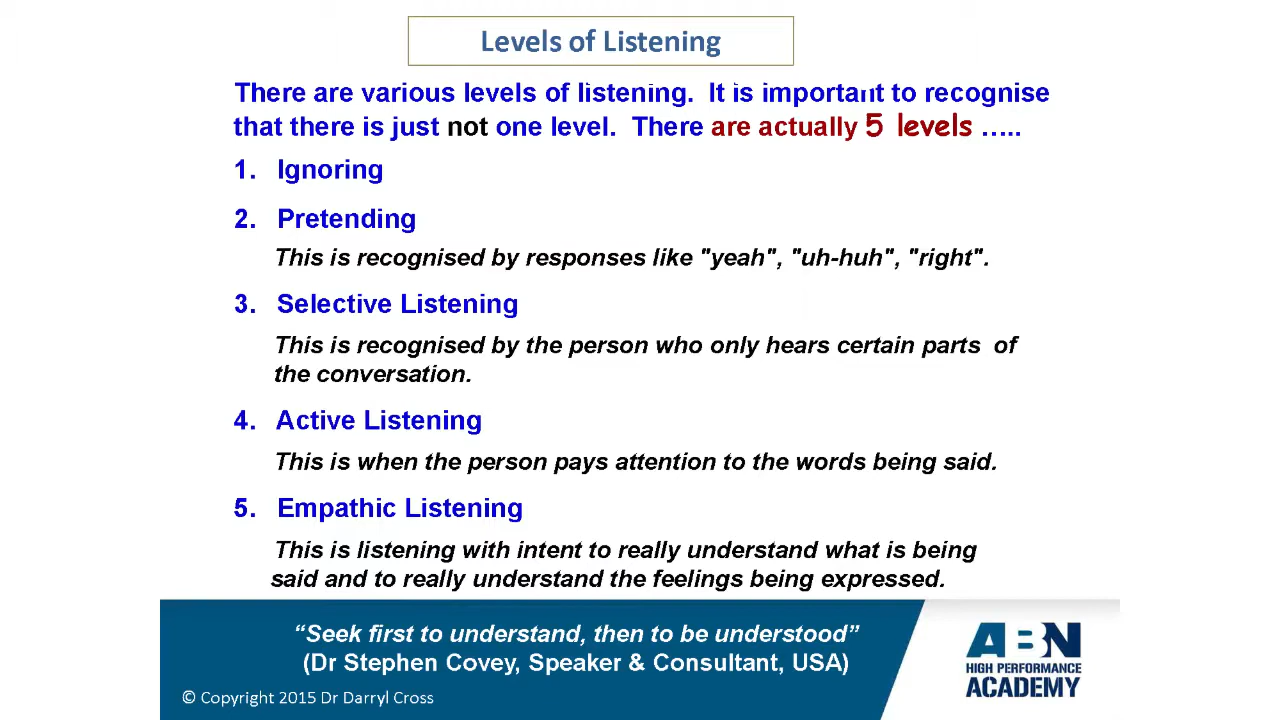 Levels of Listening
There are various levels of listening. It is important to recognise
that there is just not one level. There are actually 5 levels …..
1. Ignoring
2. Pretending
This is recognised by responses like "yeah", "uh-huh", "right".
3. Selective Listening
This is recognised by the person who only hears certain parts of
the conversation.
4. Active Listening
This is when the person pays attention to the words being said.
5. Empathic Listening
This is listening with intent to really understand what is being
said and to really understand the feelings being expressed.
“Seek first to understand, then to be understood”
(Dr Stephen Covey, Speaker & Consultant, USA)
© Copyright 2015 Dr Darryl Cross
ABN
HIGH PERFORMANCE
ACADEMY